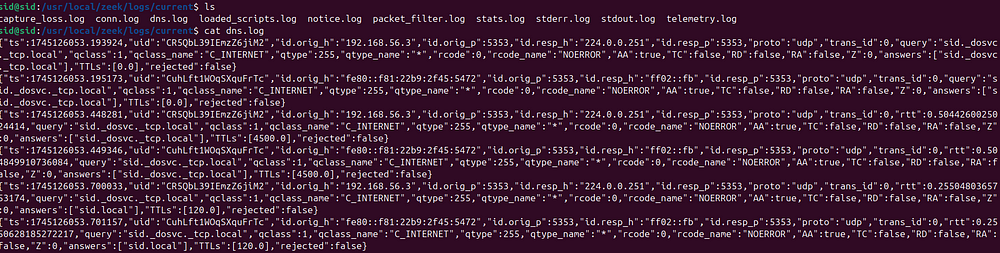 sid@sid:/usr/local/zeek/logs/current$ ls
capture_loss.log  conn.log  dns.log  loaded_scripts.log  notice.log  packet_filter.log  stats.log  stderr.log  stdout.log  telemetry.log
sid@sid:/usr/local/zeek/logs/current$ cat dns.log
{"ts":1745126053.193924,"uid":"CRSQbL39IEmzZ6jiM2","id.orig_h":"192.168.56.3","id.orig_p":5353,"id.resp_h":"224.0.0.251","id.resp_p":5353,"proto":"udp","trans_id":0,"query":"sid._dosvc
._tcp.local","qclass":1,"qclass_name":"C_INTERNET","qtype":255,"qtype_name":"*","rcode":0,"rcode_name":"NOERROR","AA":true,"TC":false,"RD":false,"RA":false,"Z":0,"answers":["sid._dosvc
._tcp.local"],"TTLs":[0.0],"rejected":false}
{"ts":1745126053.195173,"uid":"CuhLft1WOqSXquFrTc","id.orig_h":"fe80::f81:22b9:2f45:5472","id.orig_p":5353,"id.resp_h":"ff02::fb","id.resp_p":5353,"proto":"udp","trans_id":0,"query":"s
id._dosvc._tcp.local","qclass":1,"qclass_name":"C_INTERNET","qtype":255,"qtype_name":"*","rcode":0,"rcode_name":"NOERROR","AA":true,"TC":false,"RD":false,"RA":false,"Z":0,"answers":["s
id._dosvc._tcp.local"],"TTLs":[0.0],"rejected":false}
{"ts":1745126053.448281,"uid":"CRSQbL39IEmzZ6jiM2","id.orig_h":"192.168.56.3","id.orig_p":5353,"id.resp_h":"224.0.0.251","id.resp_p":5353,"proto":"udp","trans_id":0,"rtt":0.50442600250
24414,"query":"sid._dosvc._tcp.local","qclass":1,"qclass_name":"C_INTERNET","qtype":255,"qtype_name":"*","rcode":0,"rcode_name":"NOERROR","AA":true,"TC":false,"RD":false,"RA":false,"Z"
:0,"answers":["sid._dosvc._tcp.local"],"TTLs":[4500.0],"rejected":false}
{"ts":1745126053.449346,"uid":"CuhLft1WOqSXquFrTc","id.orig_h":"fe80::f81:22b9:2f45:5472","id.orig_p":5353,"id.resp_h":"ff02::fb","id.resp_p":5353,"proto":"udp","trans_id":0,"rtt":0.50
4849910736084,"query":"sid._dosvc._tcp.local","qclass":1,"qclass_name":"C_INTERNET","qtype":255,"qtype_name":"*","rcode":0,"rcode_name":"NOERROR","AA":true,"TC":false,"RD":false,"RA":f
alse,"Z":0,"answers":["sid._dosvc._tcp.local"],"TTLs":[4500.0],"rejected":false}
{"ts":1745126053.700033,"uid":"CRSQbL39IEmzZ6jiM2","id.orig_h":"192.168.56.3","id.orig_p":5353,"id.resp_h":"224.0.0.251","id.resp_p":5353,"proto":"udp","trans_id":0,"rtt":0.25504803657
53174,"query":"sid._dosvc._tcp.local","qclass":1,"qclass_name":"C_INTERNET","qtype":255,"qtype_name":"*","rcode":0,"rcode_name":"NOERROR","AA":true,"TC":false,"RD":false,"RA":false,"Z"
:0,"answers":["sid.local"],"TTLs":[120.0],"rejected":false}
{"ts":1745126053.701157,"uid":"CuhLft1WOqSXquFrTc","id.orig_h":"fe80::f81:22b9:2f45:5472","id.orig_p":5353,"id.resp_h":"ff02::fb","id.resp_p":5353,"proto":"udp","trans_id":0,"rtt":0.25
50628185272217,"query":"sid._dosvc._tcp.local","qclass":1,"qclass_name":"C_INTERNET","qtype":255,"qtype_name":"*","rcode":0,"rcode_name":"NOERROR","AA":true,"TC":false,"RD":false,"RA":
false,"Z":0,"answers":["sid.local"],"TTLs":[120.0],"rejected":false}